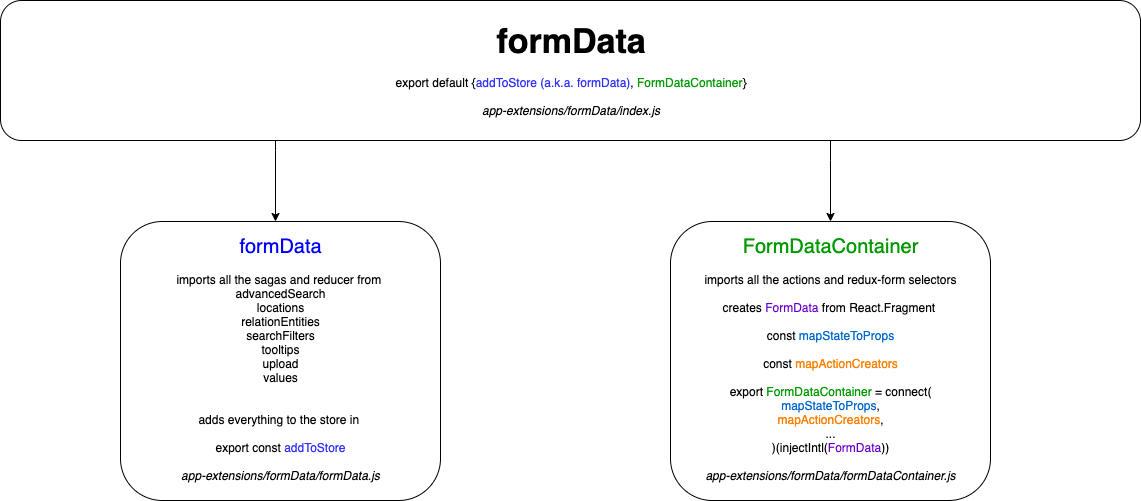 formData
export default {addToStore (a.k.a. formData), FormDataContainer}
app-extensions/formData/index.js
formData
imports all the sagas and reducer from
advancedSearch
locations
relationEntities
searchFilters
tooltips
upload
values
adds everything to the store in
export const addToStore
app-extensions/formData/formData.js
FormDataContainer
imports all the actions and redux-form selectors
creates FormData from React.Fragment
const mapStateToProps
const mapActionCreators
export FormDataContainer = connect(
mapStateToProps,
mapActionCreators,
...
)(injectIntl(FormData))
app-extensions/formData/formDataContainer.js